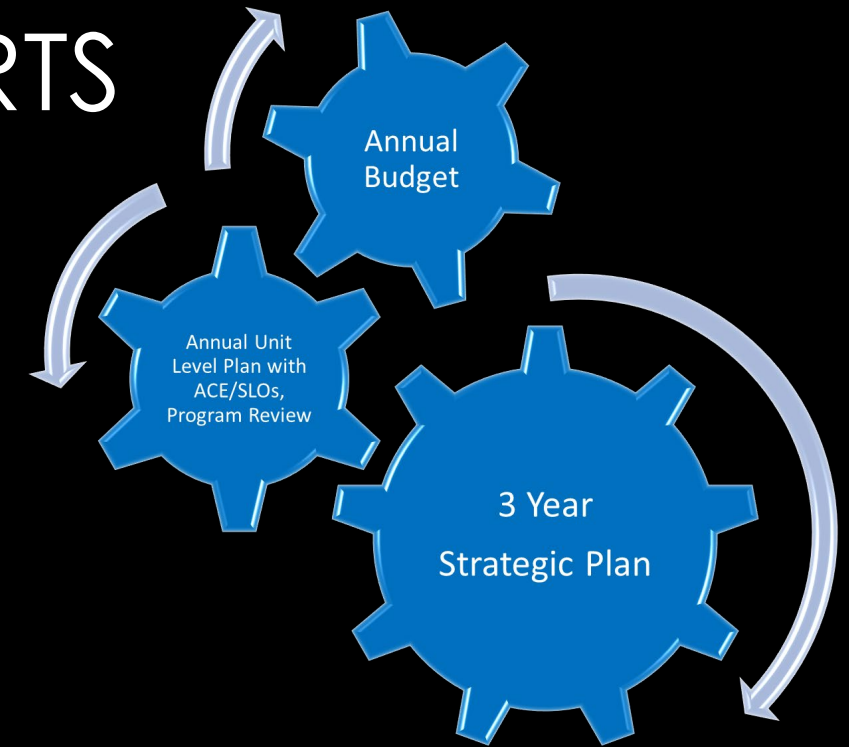 RTS
Annual
Budget
Annual Unit
Level Plan with
ACE/SLOs,
Program Review
3 Year
Strategic Plan